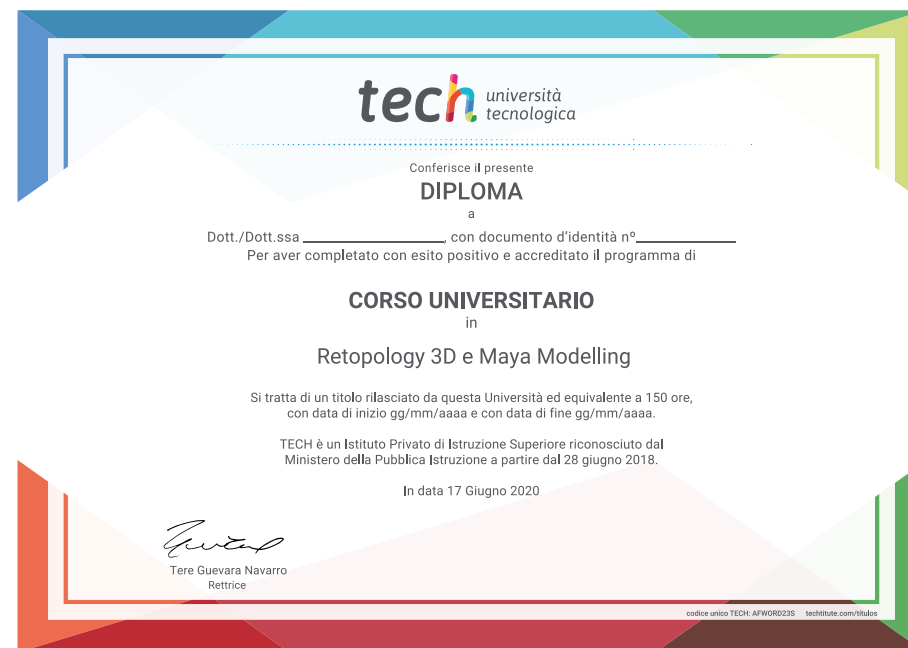 tech università
tecnologica
Conferisce il presente
DIPLOMA
a
Dott./Dott.ssa ____________________, con documento d'identità nº______________
Per aver completato con esito positivo e accreditato il programma di
CORSO UNIVERSITARIO
in
Retopology 3D e Maya Modelling
Si tratta di un titolo rilasciato da questa Università ed equivalente a 150 ore,
con data di inizio gg/mm/aaaa e con data di fine gg/mm/aaaa.
TECH è un Istituto Privato di Istruzione Superiore riconosciuto dal
Ministero della Pubblica Istruzione a partire dal 28 giugno 2018.
In data 17 Giugno 2020
Tere Guevara Navarro
Rettrice
codice unico TECH: AFWORD23S techtitute.com/titulos